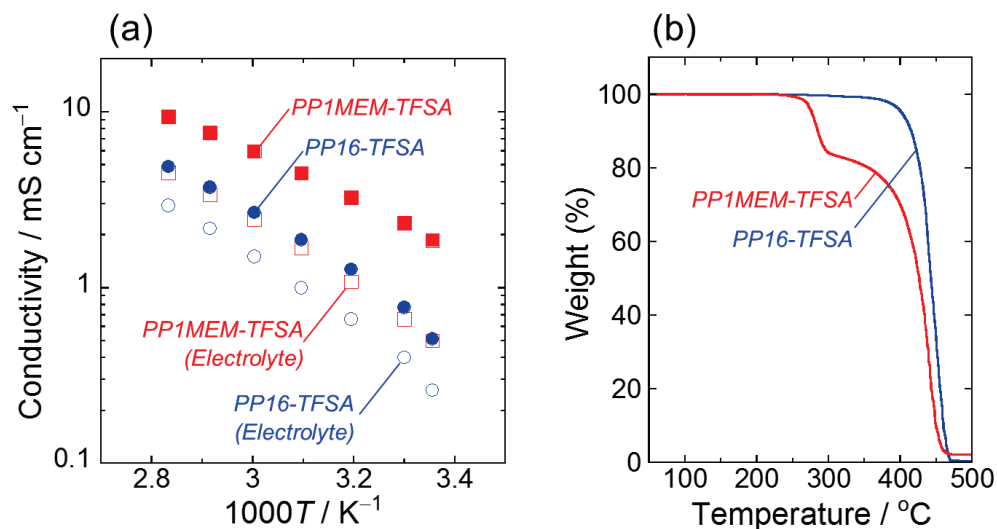 (a)
Conductivity / mS cm⁻¹
10
1
0.1
PP1MEM-TFSA
PP16-TFSA
PP1MEM-TFSA
(Electrolyte)
PP16-TFSA
(Electrolyte)
2.8 3.0 3.2 3.4
1000T / K⁻¹
(b)
Weight (%)
100
80
60
40
20
0
PP1MEM-TFSA
PP16-TFSA
100 200 300 400 500
Temperature / °C